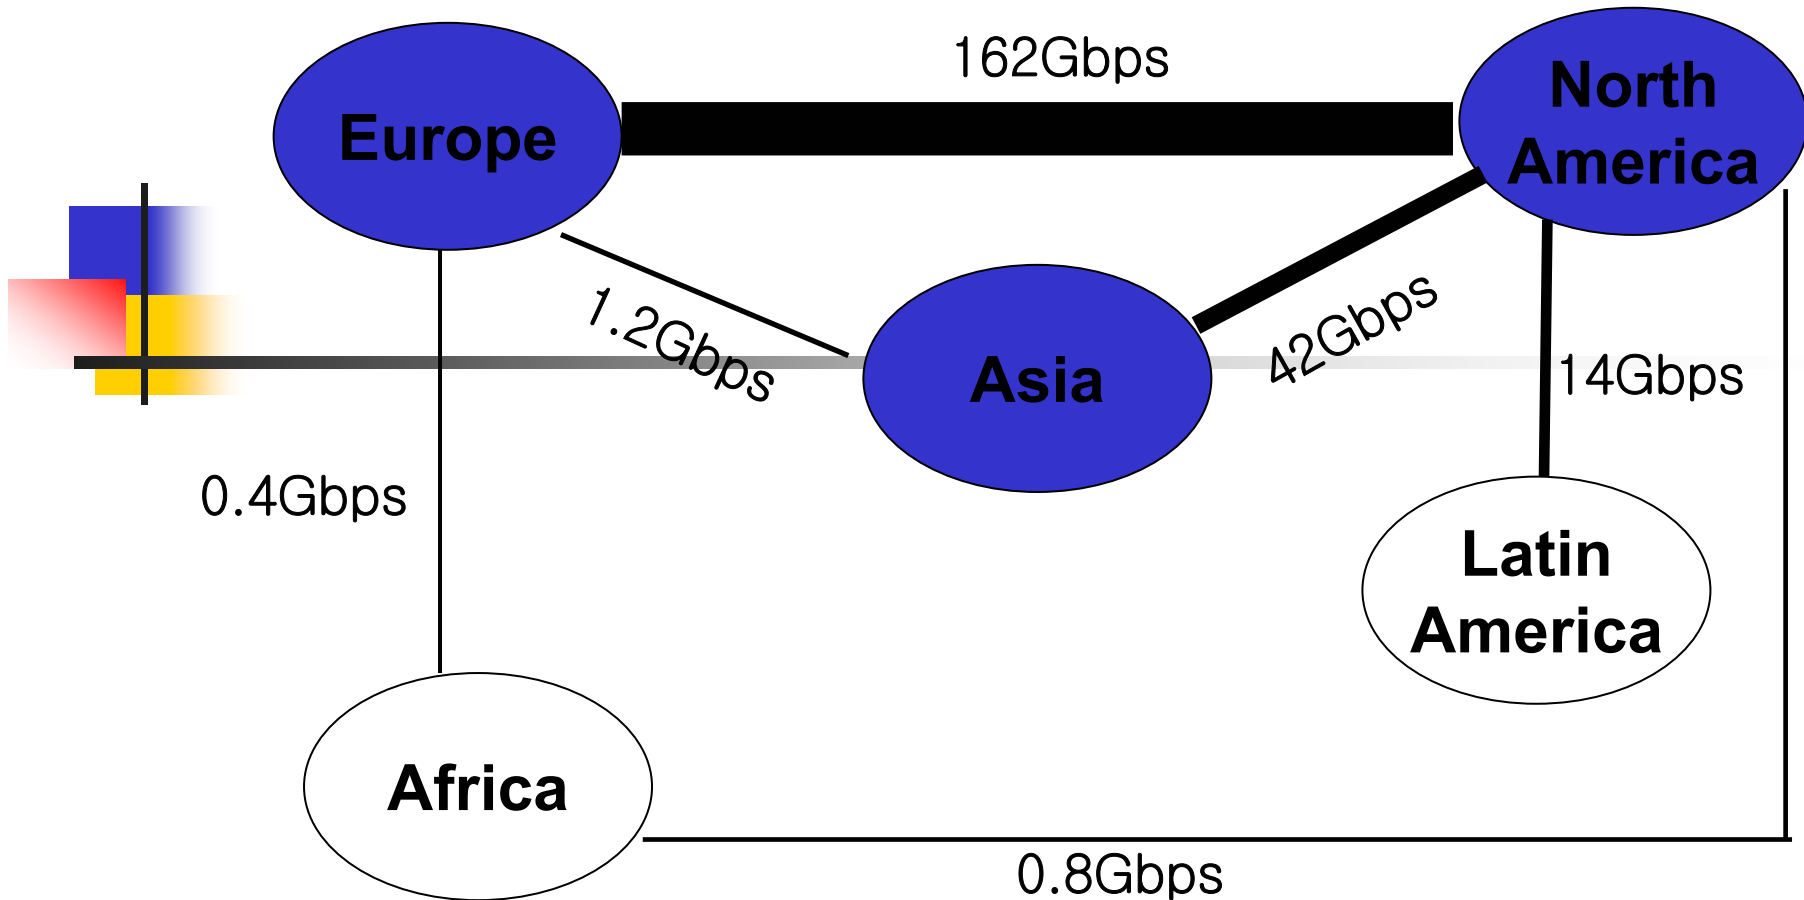 162Gbps
North
America
Europe
1.2Gbps
42Gbps
Asia
14Gbps
0.4Gbps
Latin
America
Africa
0.8Gbps